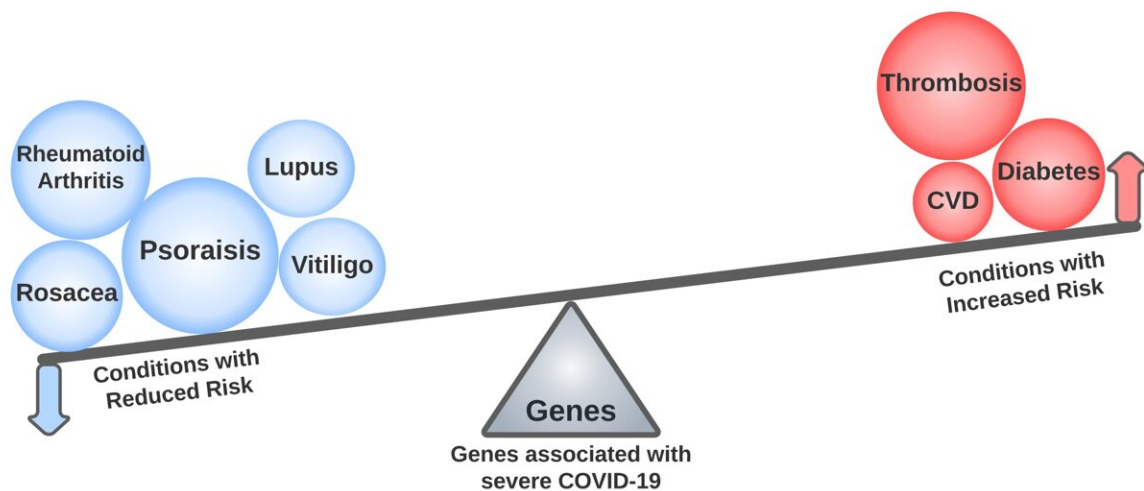 Thrombosis
Rheumatoid
Arthritis
Lupus
Diabetes
CVD
Psoraisis
Vitiligo
Rosacea
Conditions with
Increased Risk
Conditions with
Reduced Risk
Genes
Genes associated with
severe COVID-19